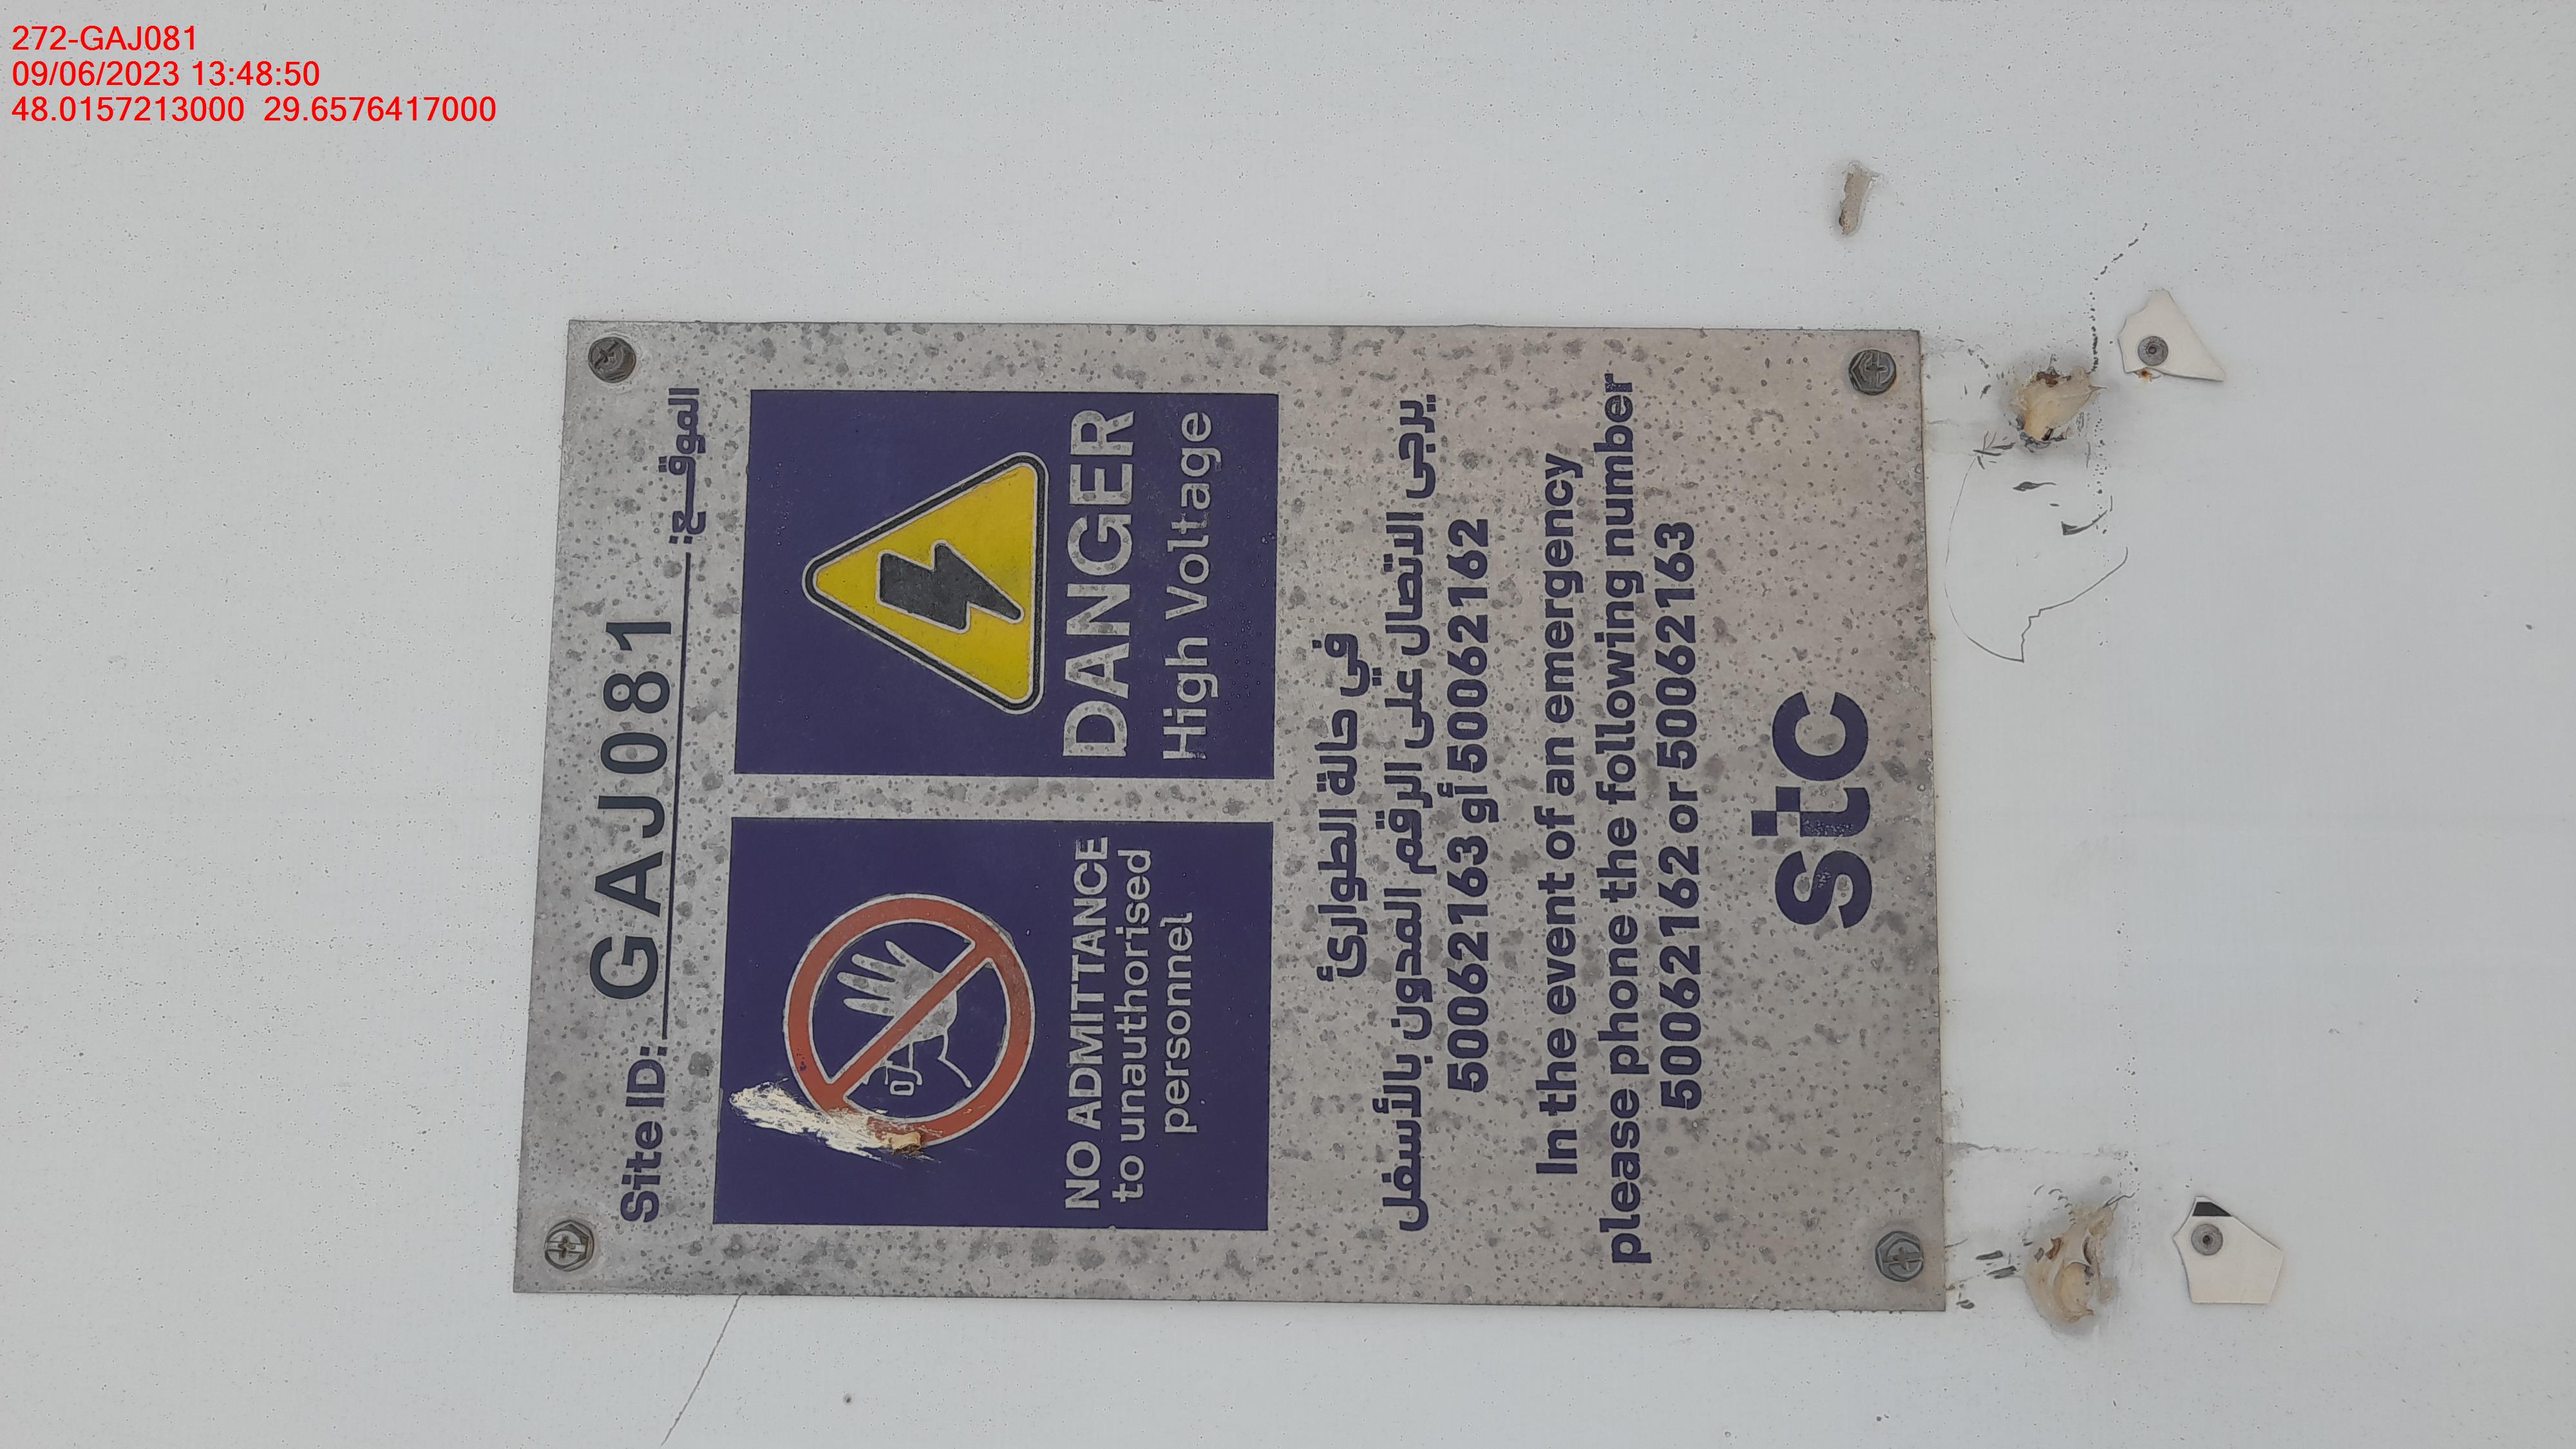 272-GAJ081
09/06/2023 13:48:50
48.0157213000 29.6576417000
Site ID: GAJ081 الموقـــع:
NO ADMITTANCE
to unauthorised
personnel
DANGER
High Voltage
في حالة الطوارئ
يرجى الاتصال على الرقم المدون بالأسفل
50062163 أو 50062162
In the event of an emergency
please phone the following number
50062162 or 50062163
stc